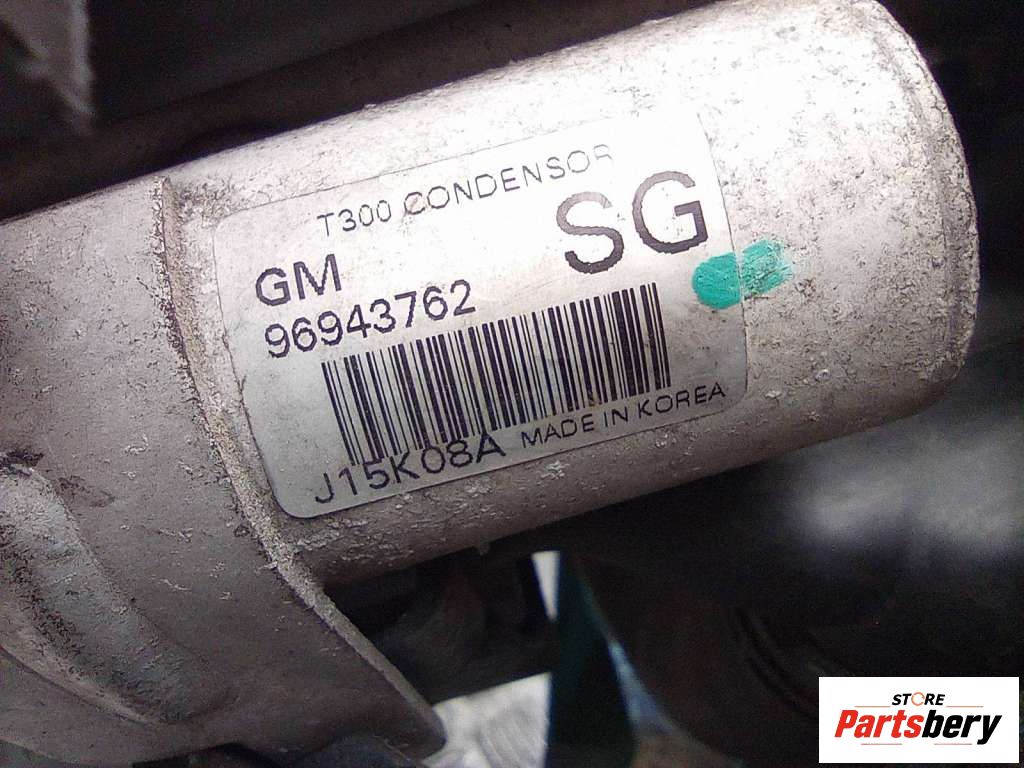 T300 CONDENSOR
SG
GM
96943762
J15K08A MADE IN KOREA
STORE
Partsbery